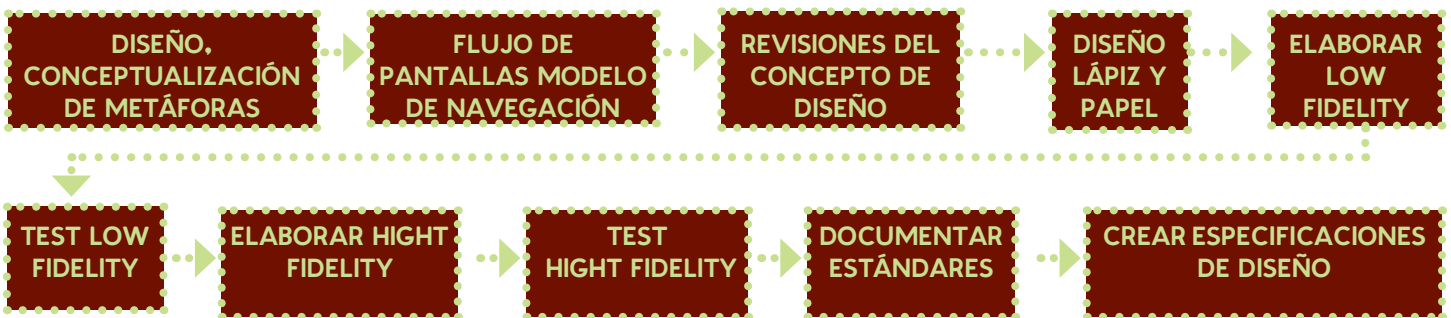 DISEÑO,
CONCEPTUALIZACIÓN
DE METÁFORAS
FLUJO DE
PANTALLAS MODELO
DE NAVEGACIÓN
REVISIONES DEL
CONCEPTO DE
DISEÑO
DISEÑO
LÁPIZ Y
PAPEL
ELABORAR
LOW
FIDELITY
TEST LOW
FIDELITY
ELABORAR HIGHT
FIDELITY
TEST
HIGHT FIDELITY
DOCUMENTAR
ESTÁNDARES
CREAR ESPECIFICACIONES
DE DISEÑO